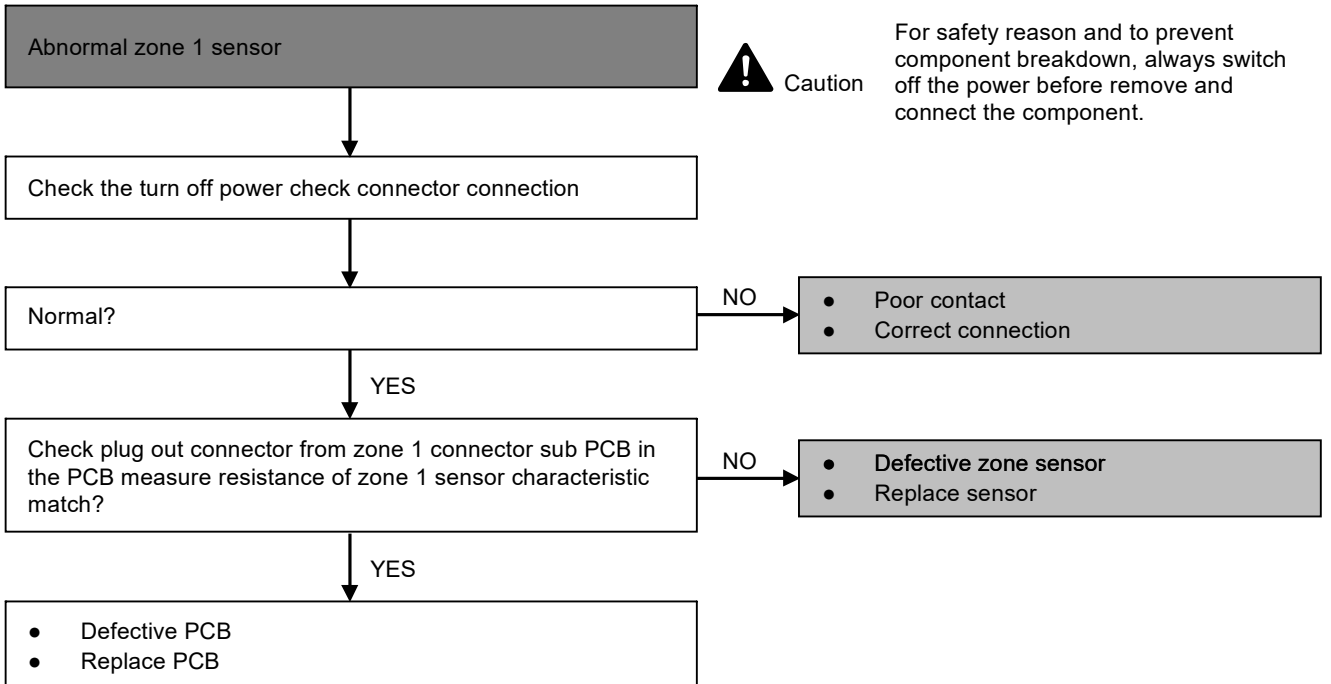 Abnormal zone 1 sensor
Caution
For safety reason and to prevent
component breakdown, always switch
off the power before remove and
connect the component.
Check the turn off power check connector connection
Normal?
NO
● Poor contact
● Correct connection
YES
Check plug out connector from zone 1 connector sub PCB in
the PCB measure resistance of zone 1 sensor characteristic
match?
NO
● Defective zone sensor
● Replace sensor
YES
● Defective PCB
● Replace PCB